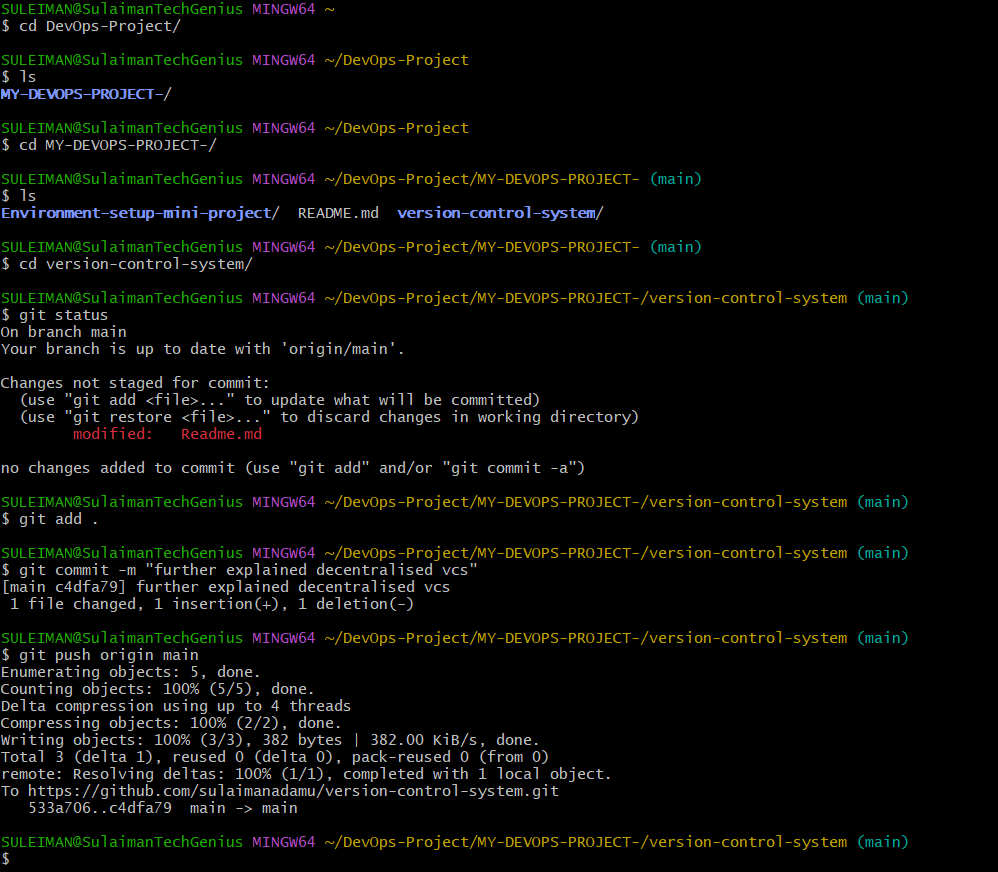 SULEIMAN@SulaimanTechGenius MINGW64 ~
$ cd DevOps-Project/
SULEIMAN@SulaimanTechGenius MINGW64 ~/DevOps-Project
$ ls
MY-DEVOPS-PROJECT-/
SULEIMAN@SulaimanTechGenius MINGW64 ~/DevOps-Project
$ cd MY-DEVOPS-PROJECT-/
SULEIMAN@SulaimanTechGenius MINGW64 ~/DevOps-Project/MY-DEVOPS-PROJECT- (main)
$ ls
Environment-setup-mini-project/  README.md  version-control-system/
SULEIMAN@SulaimanTechGenius MINGW64 ~/DevOps-Project/MY-DEVOPS-PROJECT- (main)
$ cd version-control-system/
SULEIMAN@SulaimanTechGenius MINGW64 ~/DevOps-Project/MY-DEVOPS-PROJECT-/version-control-system (main)
$ git status
On branch main
Your branch is up to date with 'origin/main'.
Changes not staged for commit:
  (use "git add <file>..." to update what will be committed)
  (use "git restore <file>..." to discard changes in working directory)
        modified:   Readme.md
no changes added to commit (use "git add" and/or "git commit -a")
SULEIMAN@SulaimanTechGenius MINGW64 ~/DevOps-Project/MY-DEVOPS-PROJECT-/version-control-system (main)
$ git add .
SULEIMAN@SulaimanTechGenius MINGW64 ~/DevOps-Project/MY-DEVOPS-PROJECT-/version-control-system (main)
$ git commit -m "further explained decentralised vcs"
[main c4dfa79] further explained decentralised vcs
 1 file changed, 1 insertion(+), 1 deletion(-)
SULEIMAN@SulaimanTechGenius MINGW64 ~/DevOps-Project/MY-DEVOPS-PROJECT-/version-control-system (main)
$ git push origin main
Enumerating objects: 5, done.
Counting objects: 100% (5/5), done.
Delta compression using up to 4 threads
Compressing objects: 100% (2/2), done.
Writing objects: 100% (3/3), 382 bytes | 382.00 KiB/s, done.
Total 3 (delta 1), reused 0 (delta 0), pack-reused 0 (from 0)
remote: Resolving deltas: 100% (1/1), completed with 1 local object.
To https://github.com/sulaimanadamu/version-control-system.git
   533a706..c4dfa79  main -> main
SULEIMAN@SulaimanTechGenius MINGW64 ~/DevOps-Project/MY-DEVOPS-PROJECT-/version-control-system (main)
$